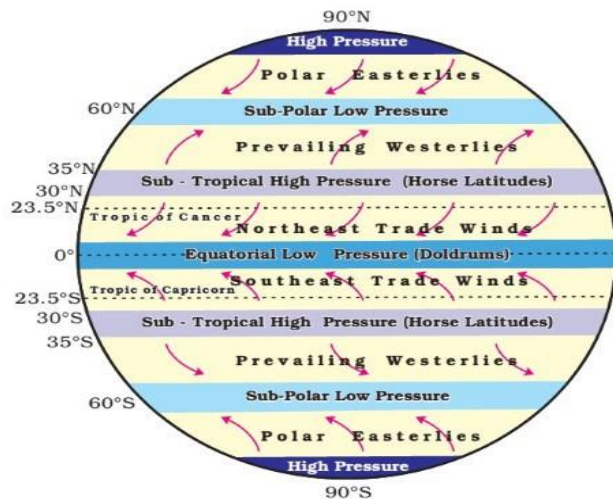 90°N
High Pressure
Polar Easterlies
60°N
Sub-Polar Low Pressure
Prevailing Westerlies
35°N
Sub - Tropical High Pressure (Horse Latitudes)
30°N
23.5°N
Tropic of Cancer
Northeast Trade Winds
0°
Equatorial Low Pressure (Doldrums)
Southeast Trade Winds
Tropic of Capricorn
23.5°S
30°S
Sub - Tropical High Pressure (Horse Latitudes)
35°S
Prevailing Westerlies
Sub-Polar Low Pressure
60°S
Polar Easterlies
High Pressure
90°S